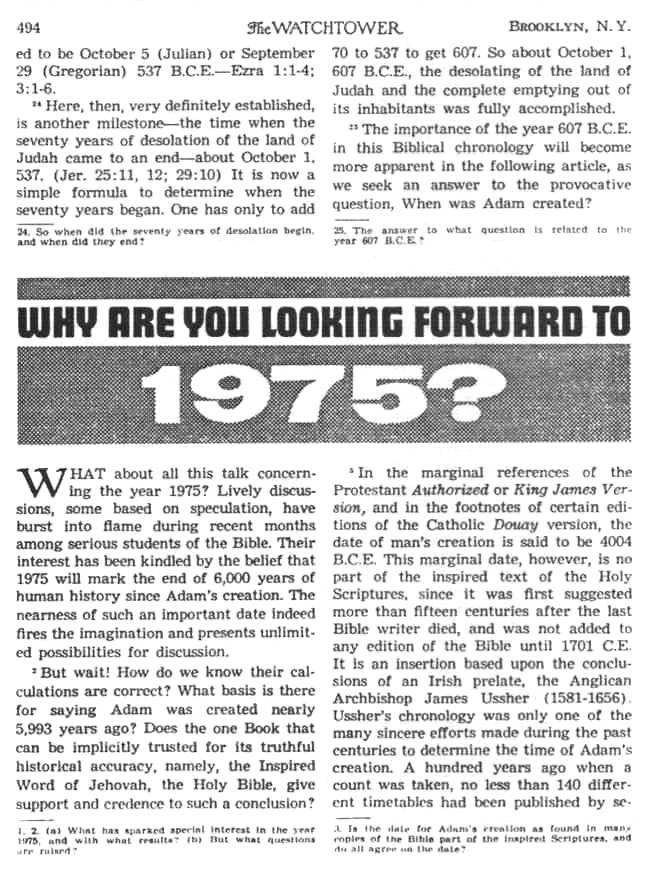 494
The WATCHTOWER
BROOKLYN, N. Y.
ed to be October 5 (Julian) or September
29 (Gregorian) 537 B.C.E.—Ezra 1:1-4;
3:1-6.
24 Here, then, very definitely established,
is another milestone—the time when the
seventy years of desolation of the land of
Judah came to an end—about October 1,
537. (Jer. 25:11, 12; 29:10) It is now a
simple formula to determine when the
seventy years began. One has only to add
24. So when did the seventy years of desolation begin,
and when did they end?
70 to 537 to get 607. So about October 1,
607 B.C.E., the desolating of the land of
Judah and the complete emptying out of
its inhabitants was fully accomplished.
25 The importance of the year 607 B.C.E.
in this Biblical chronology will become
more apparent in the following article, as
we seek an answer to the provocative
question, When was Adam created?
25. The answer to what question is related to the
year 607 B.C.E.?
WHY ARE YOU LOOKING FORWARD TO
1975?
WHAT about all this talk concern-
ing the year 1975? Lively discus-
sions, some based on speculation, have
burst into flame during recent months
among serious students of the Bible. Their
interest has been kindled by the belief that
1975 will mark the end of 6,000 years of
human history since Adam's creation. The
nearness of such an important date indeed
fires the imagination and presents unlimit-
ed possibilities for discussion.
2 But wait! How do we know their cal-
culations are correct? What basis is there
for saying Adam was created nearly
5,993 years ago? Does the one Book that
can be implicitly trusted for its truthful
historical accuracy, namely, the Inspired
Word of Jehovah, the Holy Bible, give
support and credence to such a conclusion?
1, 2. (a) What has sparked special interest in the year
1975, and with what results? (b) But what questions
are raised?
3 In the marginal references of the
Protestant Authorized or King James Ver-
sion, and in the footnotes of certain edi-
tions of the Catholic Douay version, the
date of man's creation is said to be 4004
B.C.E. This marginal date, however, is no
part of the inspired text of the Holy
Scriptures, since it was first suggested
more than fifteen centuries after the last
Bible writer died, and was not added to
any edition of the Bible until 1701 C.E.
It is an insertion based upon the conclu-
sions of an Irish prelate, the Anglican
Archbishop James Ussher (1581-1656).
Ussher's chronology was only one of the
many sincere efforts made during the past
centuries to determine the time of Adam's
creation. A hundred years ago when a
count was taken, no less than 140 differ-
ent timetables had been published by se-
3. Is the date for Adam's creation as found in many
copies of the Bible part of the inspired Scriptures, and
do all agree on the date?